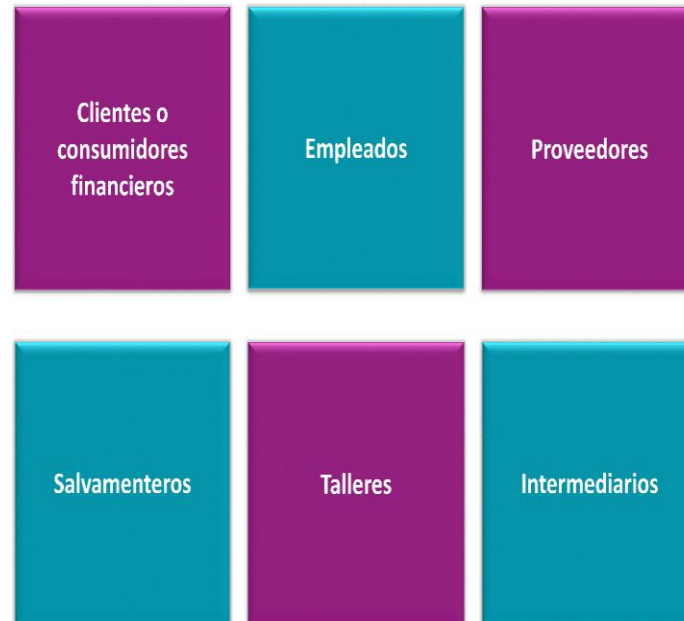 Clientes o
consumidores
financieros
Empleados
Proveedores
Salvamenteros
Talleres
Intermediarios